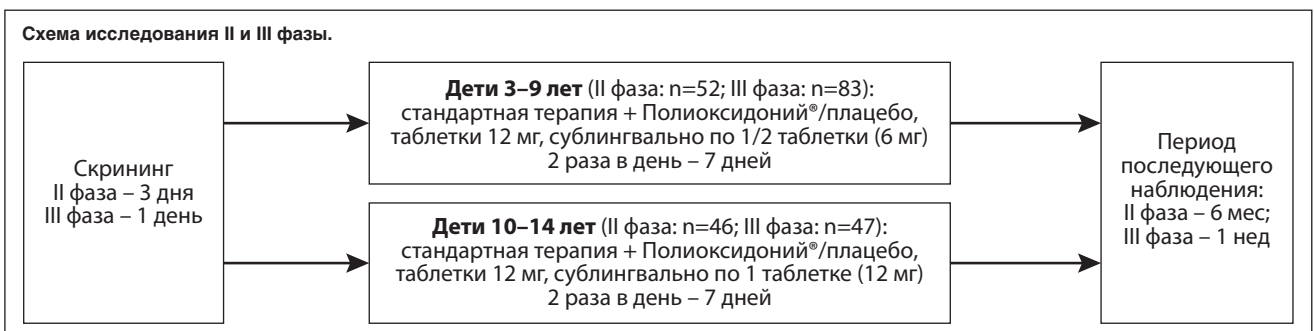 Схема исследования II и III фазы.
Скрининг
II фаза – 3 дня
III фаза – 1 день
Дети 3–9 лет (II фаза: n=52; III фаза: n=83):
стандартная терапия + Полиоксидоний®/плацебо,
таблетки 12 мг, сублингвально по 1/2 таблетки (6 мг)
2 раза в день – 7 дней
Дети 10–14 лет (II фаза: n=46; III фаза: n=47):
стандартная терапия + Полиоксидоний®/плацебо,
таблетки 12 мг, сублингвально по 1 таблетке (12 мг)
2 раза в день – 7 дней
Период
последующего
наблюдения:
II фаза – 6 мес;
III фаза – 1 нед